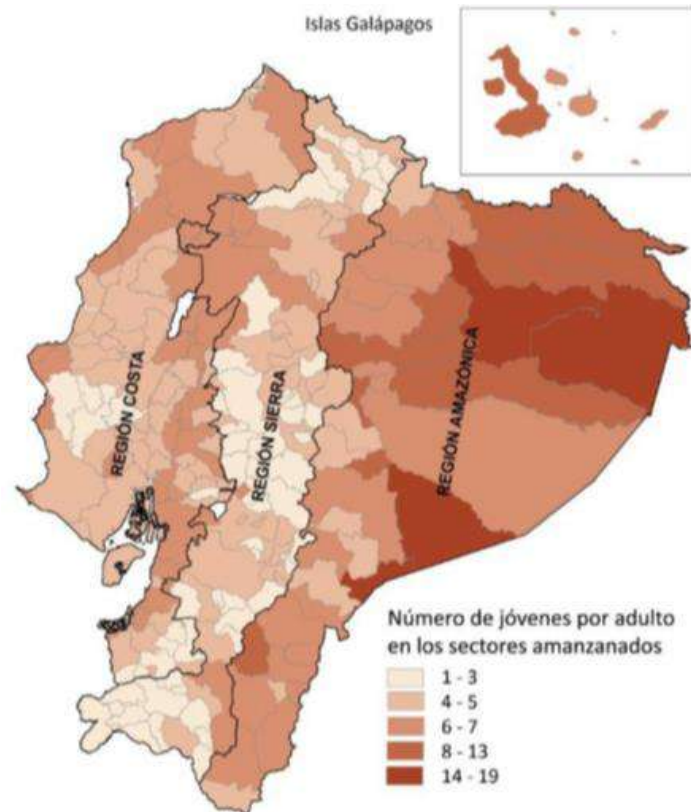 Islas Galápagos
REGIÓN COSTA
REGIÓN SIERRA
REGIÓN AMAZÓNICA
Número de jóvenes por adulto
en los sectores amanzanados
1 - 3
4 - 5
6 - 7
8 - 13
14 - 19